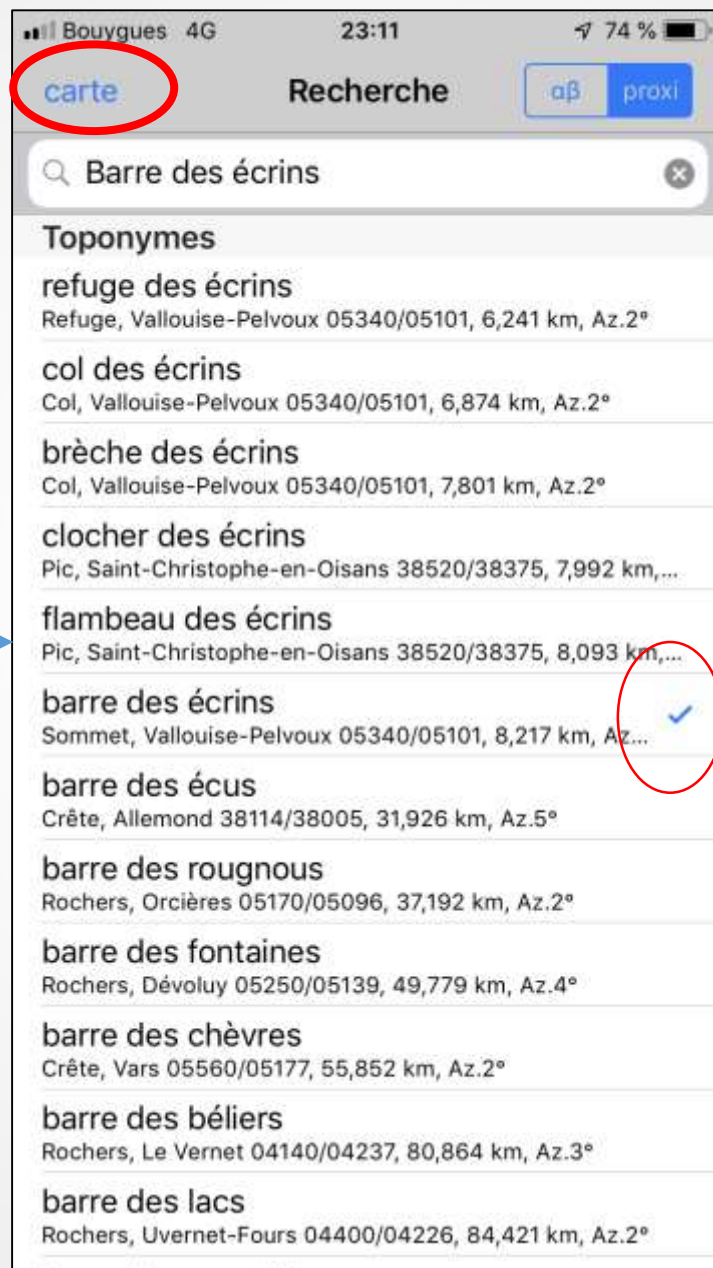 Bouygues 4G 23:11 74 %
carte Recherche αβ proxi
Barre des écrins
Toponymes
refuge des écrins
Refuge, Vallouise-Pelvoux 05340/05101, 6,241 km, Az.2°
col des écrins
Col, Vallouise-Pelvoux 05340/05101, 6,874 km, Az.2°
brèche des écrins
Col, Vallouise-Pelvoux 05340/05101, 7,801 km, Az.2°
clocher des écrins
Pic, Saint-Christophe-en-Oisans 38520/38375, 7,992 km,...
flambeau des écrins
Pic, Saint-Christophe-en-Oisans 38520/38375, 8,093 km,...
barre des écrins
Sommet, Vallouise-Pelvoux 05340/05101, 8,217 km, Az...
barre des écus
Crête, Allemond 38114/38005, 31,926 km, Az.5°
barre des rougnous
Rochers, Orcières 05170/05096, 37,192 km, Az.2°
barre des fontaines
Rochers, Dévoluy 05250/05139, 49,779 km, Az.4°
barre des chèvres
Crête, Vars 05560/05177, 55,852 km, Az.2°
barre des béliers
Rochers, Le Vernet 04140/04237, 80,864 km, Az.3°
barre des lacs
Rochers, Uvernet-Fours 04400/04226, 84,421 km, Az.2°